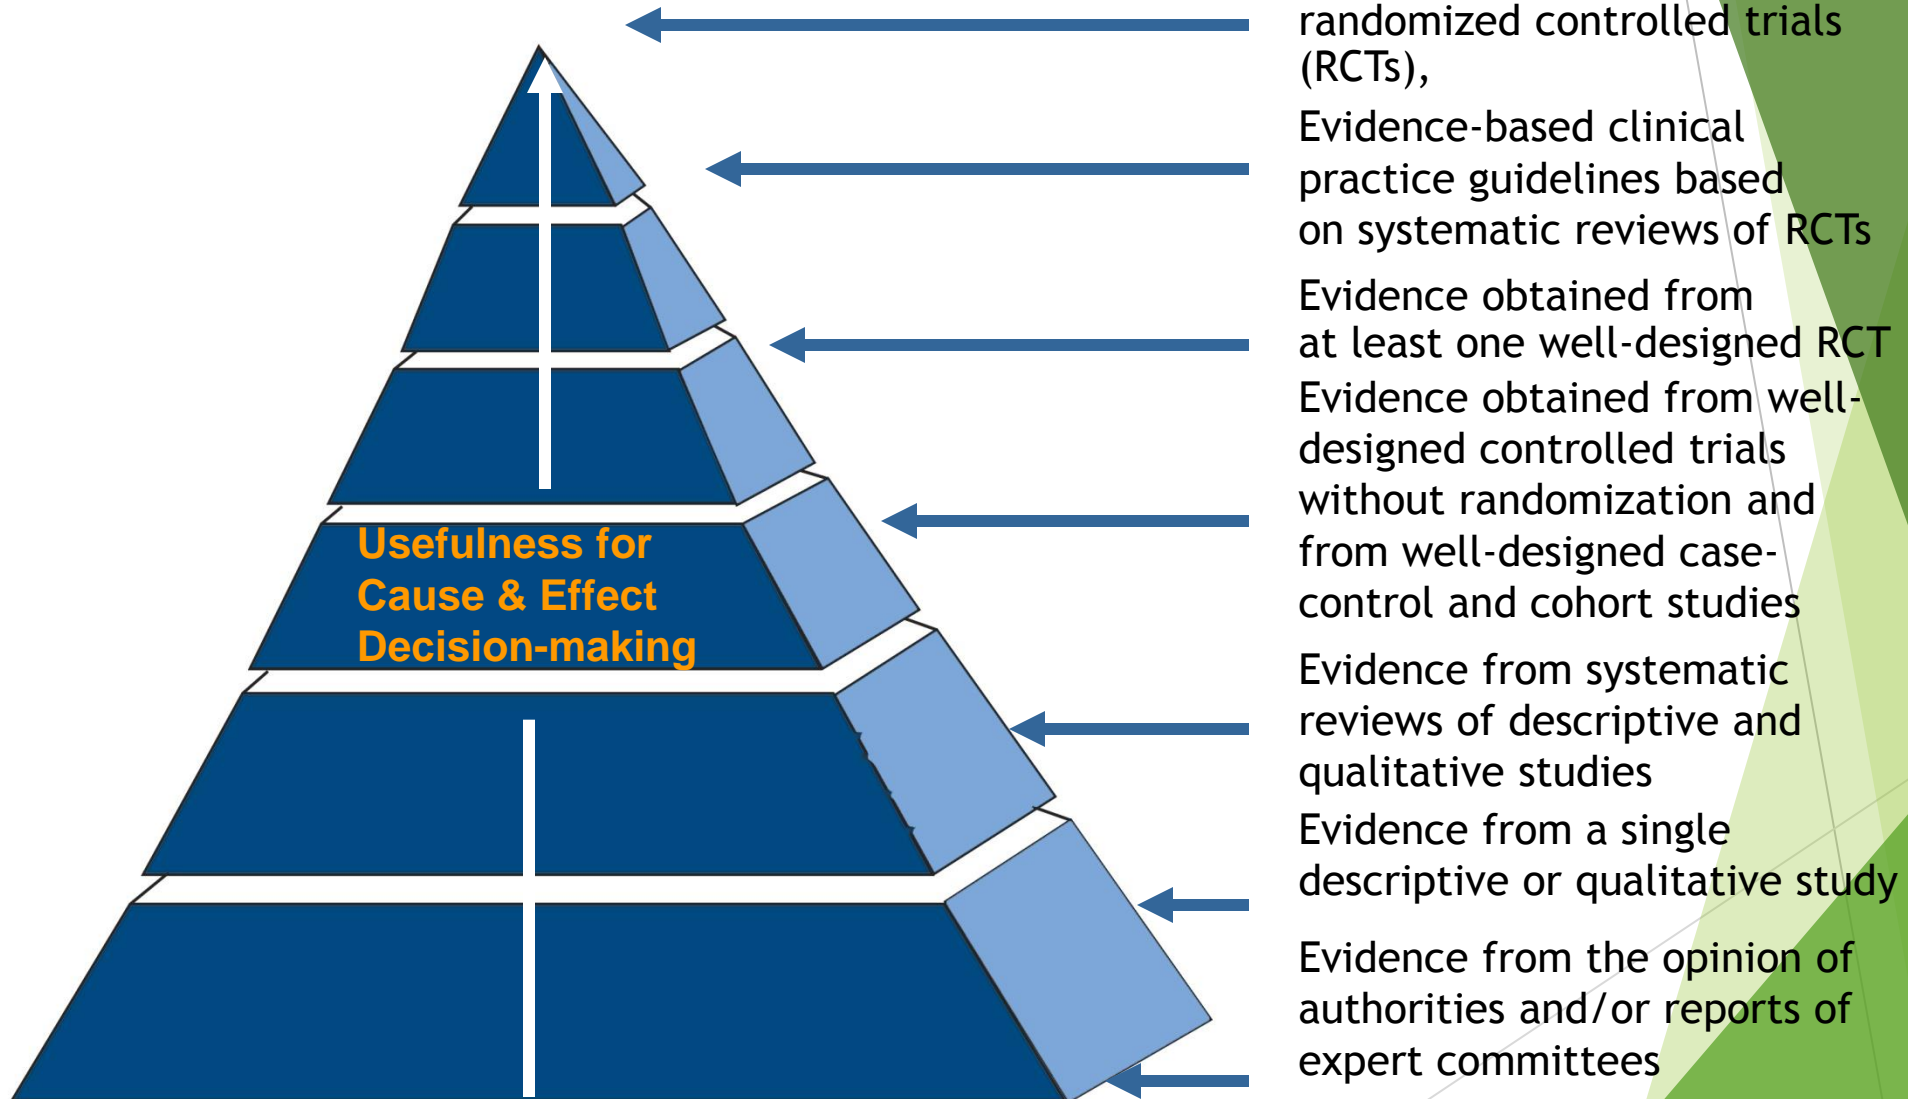 randomized controlled trials
(RCTs),
Evidence-based clinical
practice guidelines based
on systematic reviews of RCTs
Evidence obtained from
at least one well-designed RCT
Evidence obtained from well-
designed controlled trials
without randomization and
from well-designed case-
control and cohort studies
Evidence from systematic
reviews of descriptive and
qualitative studies
Evidence from a single
descriptive or qualitative study
Evidence from the opinion of
authorities and/or reports of
expert committees
Usefulness for
Cause & Effect
Decision-making